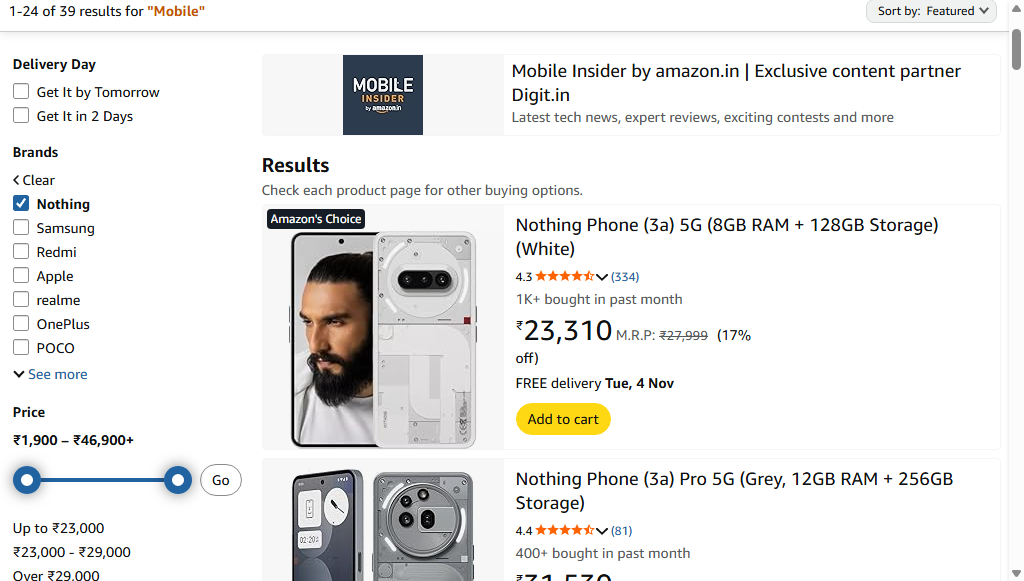 1-24 of 39 results for "Mobile"
Sort by: Featured
Delivery Day
Get It by Tomorrow
Get It in 2 Days
Brands
Clear
Nothing
Samsung
Redmi
Apple
realme
OnePlus
POCO
See more
Price
₹1,900 – ₹46,900+
Go
Up to ₹23,000
₹23,000 - ₹29,000
Over ₹29,000
MOBILE
INSIDER
by amazon.in
Mobile Insider by amazon.in | Exclusive content partner
Digit.in
Latest tech news, expert reviews, exciting contests and more
Results
Check each product page for other buying options.
Amazon's Choice
Nothing Phone (3a) 5G (8GB RAM + 128GB Storage)
(White)
4.3 (334)
1K+ bought in past month
₹23,310 M.R.P: ₹27,999 (17%
off)
FREE delivery Tue, 4 Nov
Add to cart
Nothing Phone (3a) Pro 5G (Grey, 12GB RAM + 256GB
Storage)
4.4 (81)
400+ bought in past month